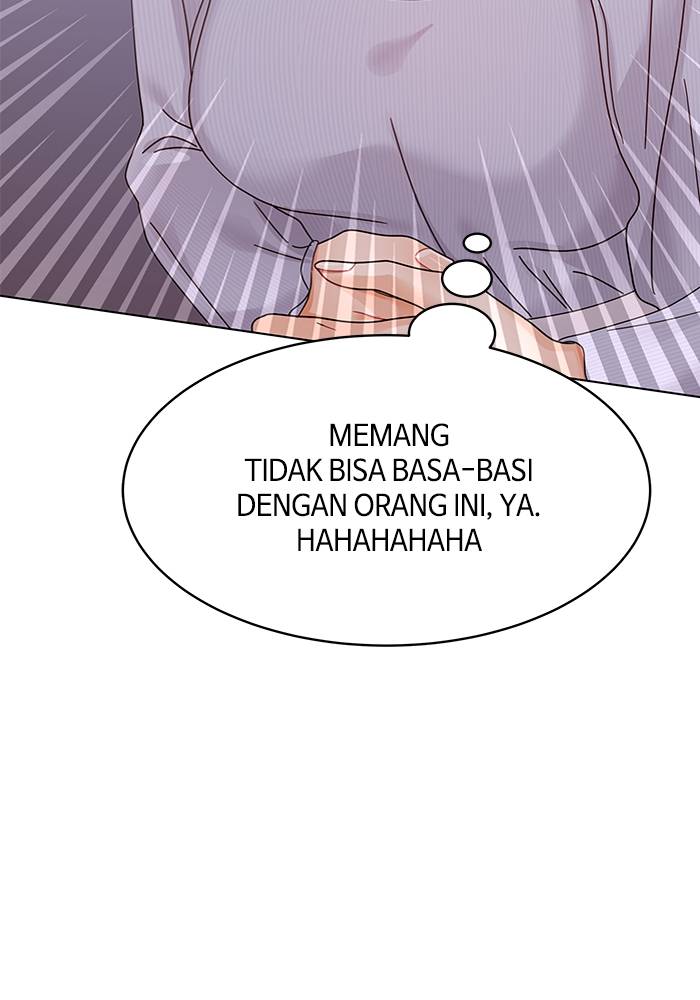 MEMANG
TIDAK BISA BASA-BASI
DENGAN ORANG INI, YA.
HAHAHAHAHA